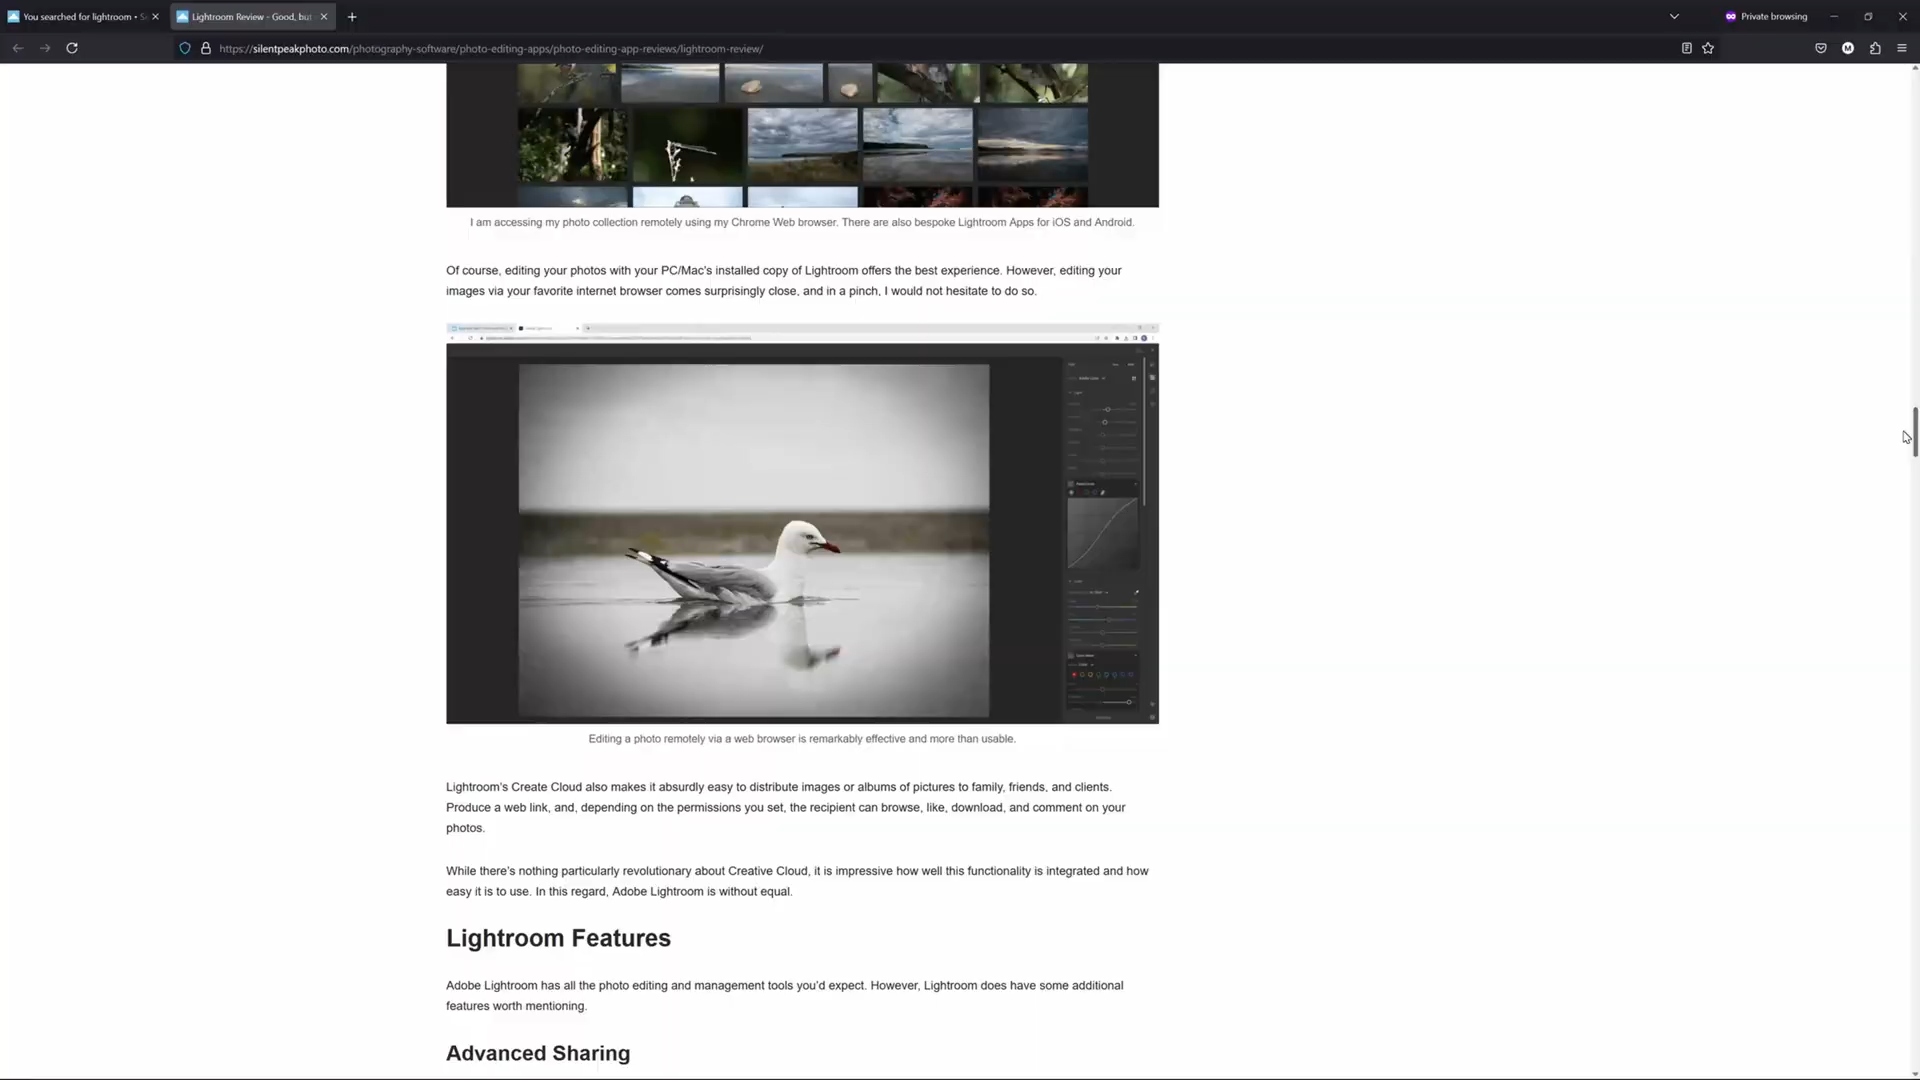 You searched for lightroom •
Lightroom Review - Good, but
Private browsing
https://silentpeakphoto.com/photography-software/photo-editing-apps/photo-editing-app-reviews/lightroom-review/
I am accessing my photo collection remotely using my Chrome Web browser. There are also bespoke Lightroom Apps for iOS and Android.
Of course, editing your photos with your PC/Mac's installed copy of Lightroom offers the best experience. However, editing your
images via your favorite internet browser comes surprisingly close, and in a pinch, I would not hesitate to do so.
Editing a photo remotely via a web browser is remarkably effective and more than usable.
Lightroom's Create Cloud also makes it absurdly easy to distribute images or albums of pictures to family, friends, and clients.
Produce a web link, and, depending on the permissions you set, the recipient can browse, like, download, and comment on your
photos.
While there's nothing particularly revolutionary about Creative Cloud, it is impressive how well this functionality is integrated and how
easy it is to use. In this regard, Adobe Lightroom is without equal.
Lightroom Features
Adobe Lightroom has all the photo editing and management tools you'd expect. However, Lightroom does have some additional
features worth mentioning.
Advanced Sharing